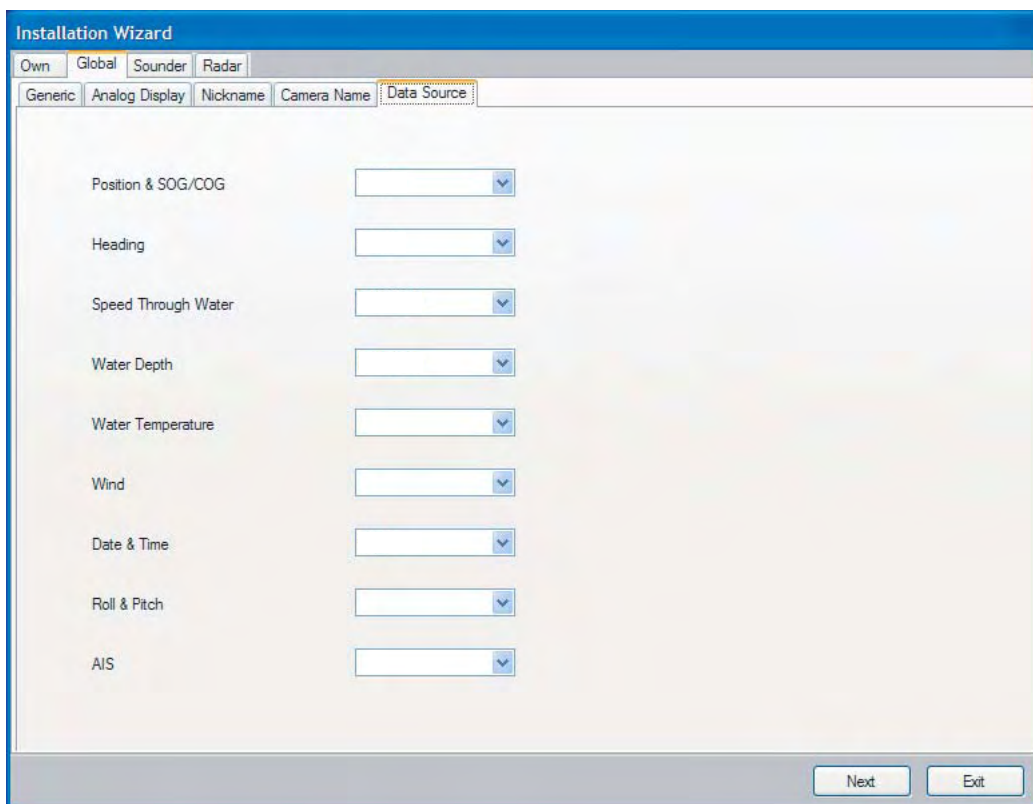 Installation Wizard
Own Global Sounder Radar
Generic Analog Display Nickname Camera Name Data Source
Position & SOG/COG
Heading
Speed Through Water
Water Depth
Water Temperature
Wind
Date & Time
Roll & Pitch
AIS
Next Exit